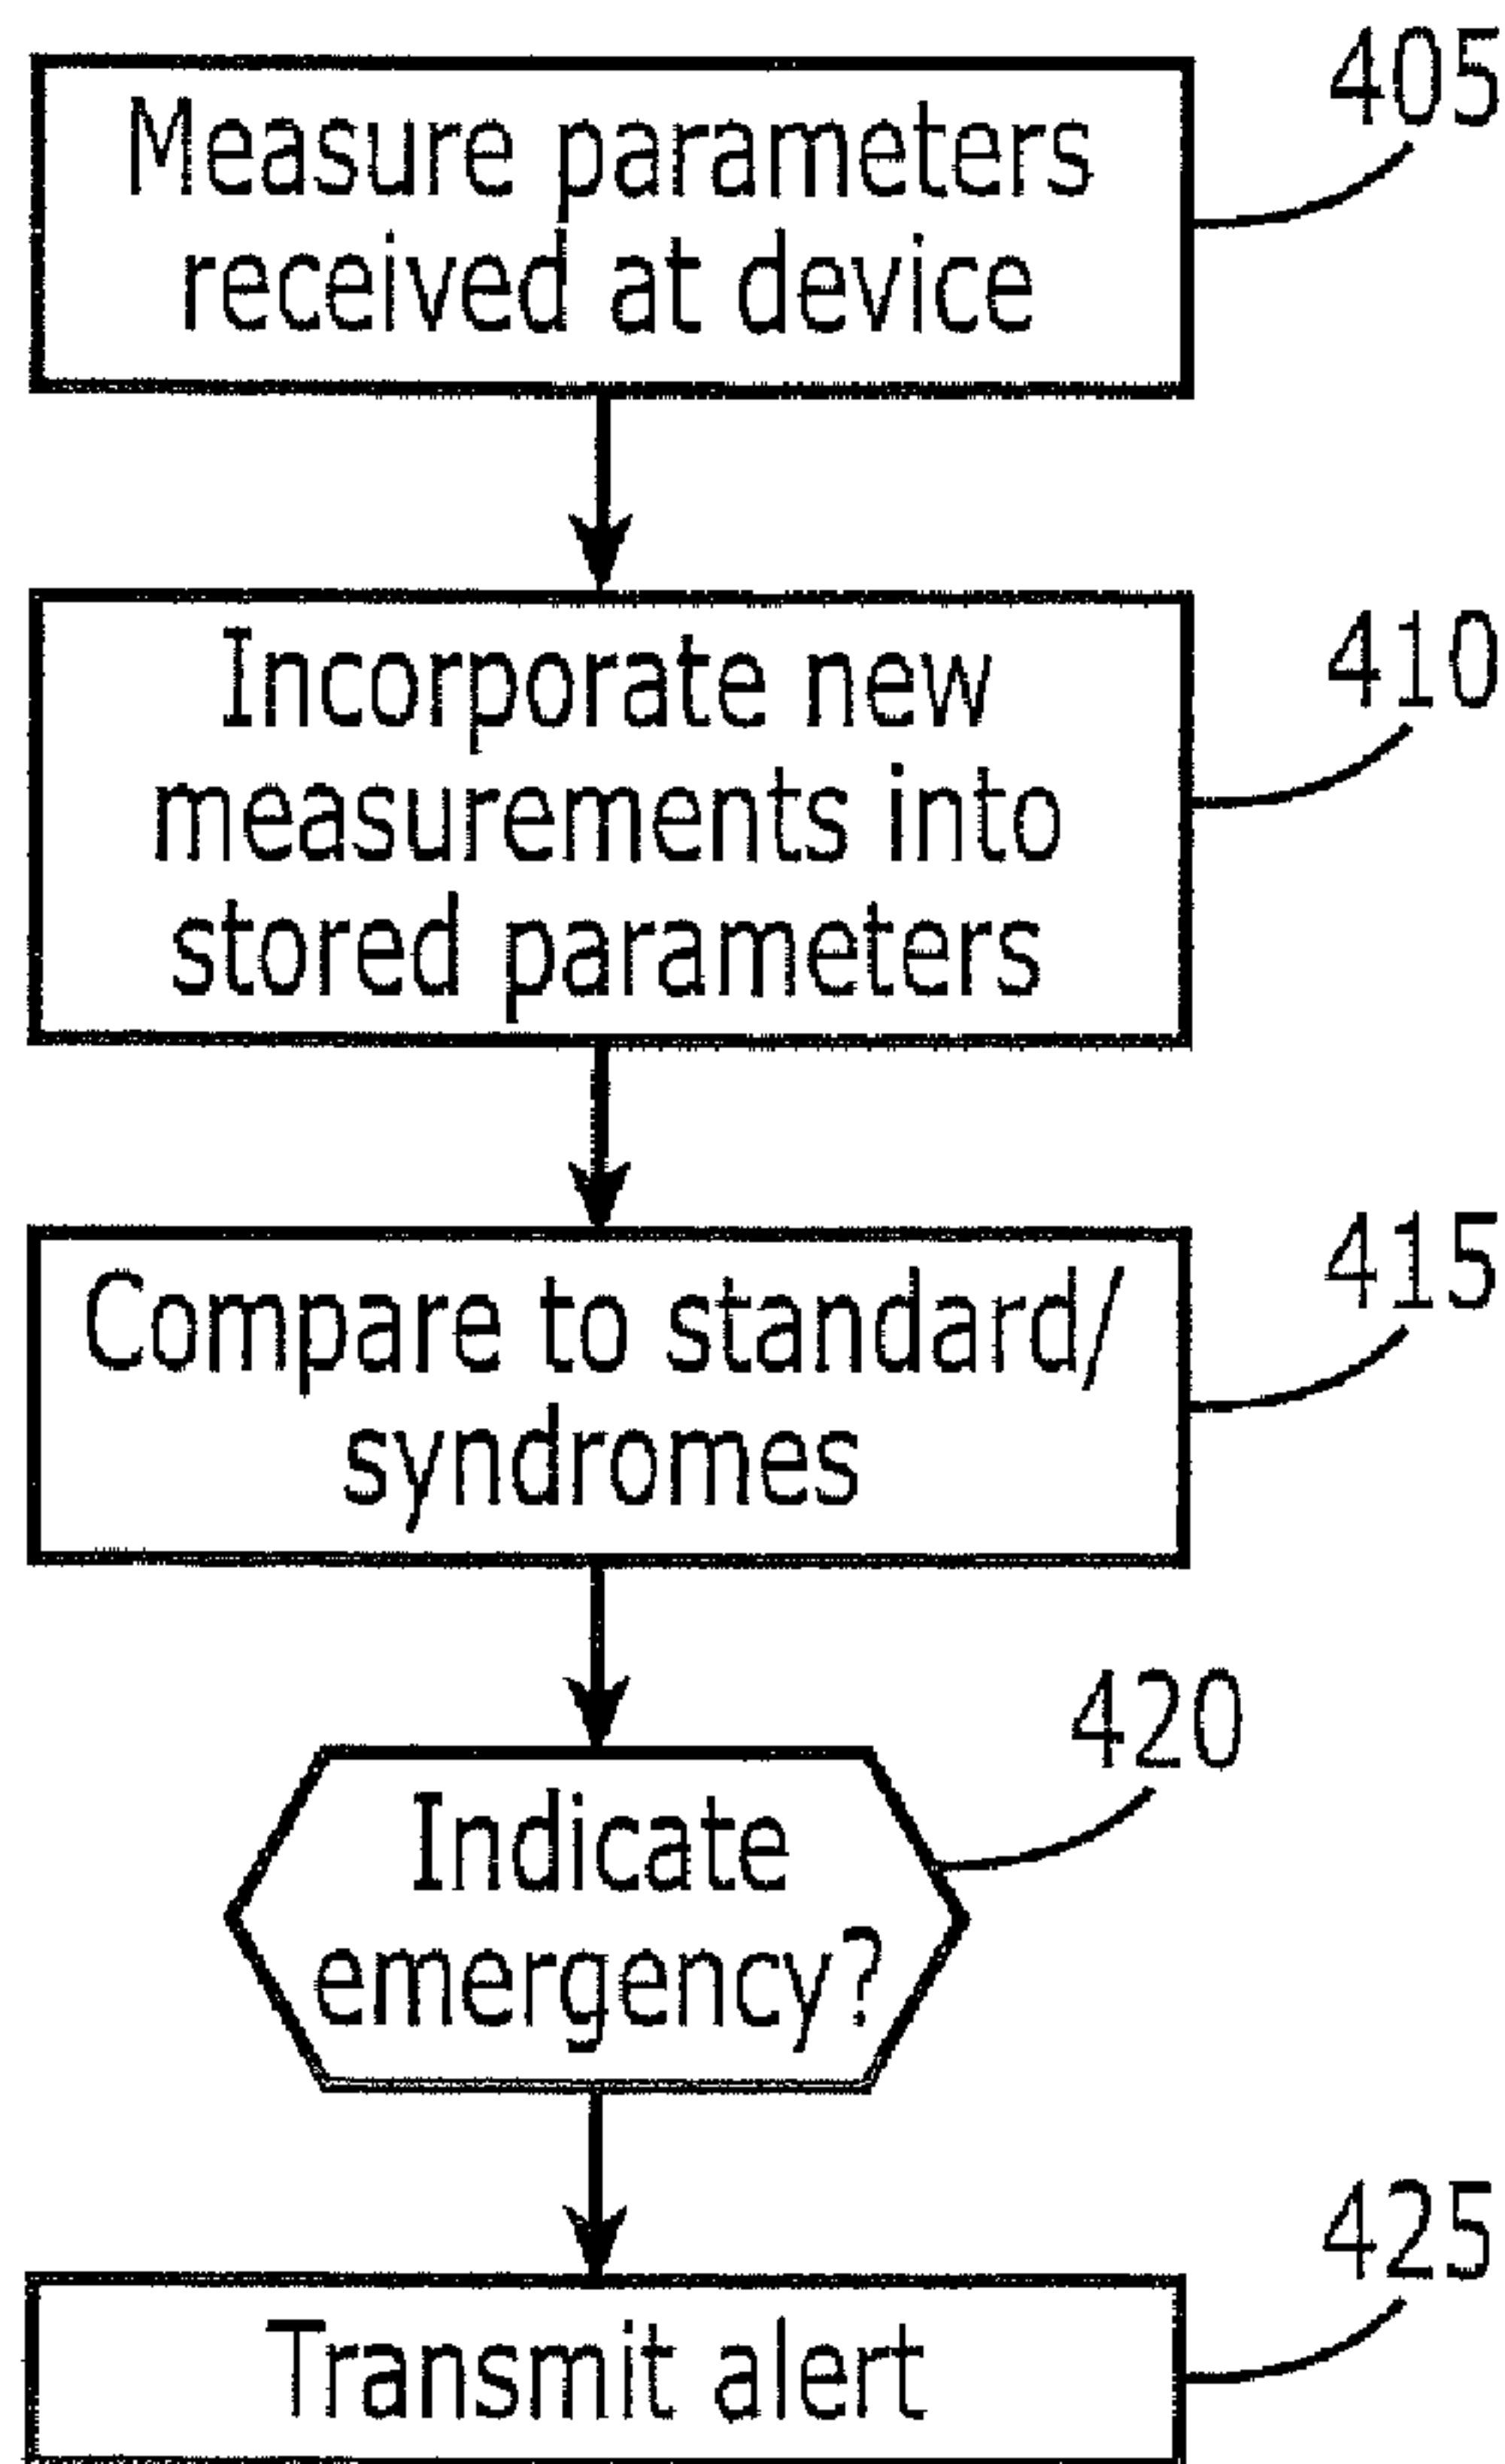 405
Measure parameters
received at device
410
Incorporate new
measurements into
stored parameters
415
Compare to standard/
syndromes
420
Indicate
emergency?
425
Transmit alert